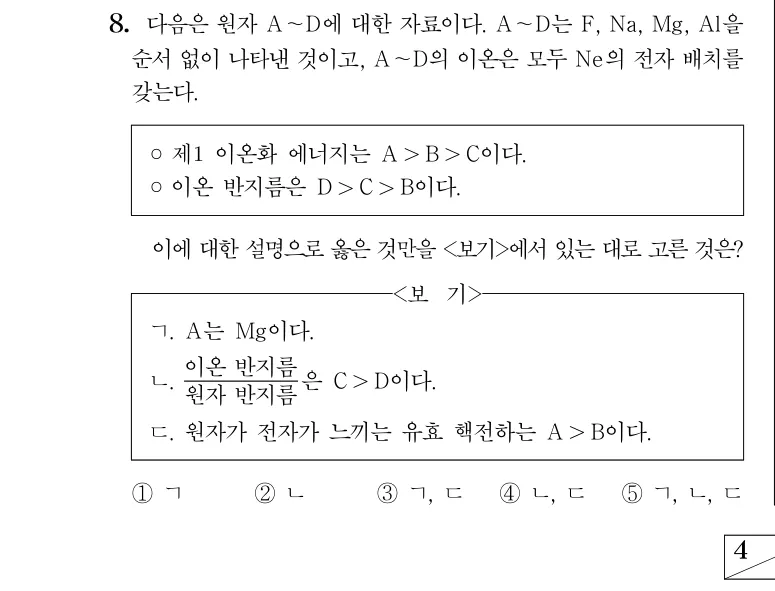 8. 다음은 원자 A~D에 대한 자료이다. A~D는 F, Na, Mg, Al을
순서 없이 나타낸 것이고, A~D의 이온은 모두 Ne의 전자 배치를
갖는다.
○ 제1 이온화 에너지는 A>B>C이다.
○ 이온 반지름은 D>C>B이다.
이에 대한 설명으로 옳은 것만을 <보기>에서 있는 대로 고른 것은?
<보 기>
ㄱ. A는 Mg이다.
ㄴ. 이온 반지름/원자 반지름은 C>D이다.
ㄷ. 원자가 전자가 느끼는 유효 핵전하는 A>B이다.
① ㄱ ② ㄴ ③ ㄱ, ㄷ ④ ㄴ, ㄷ ⑤ ㄱ, ㄴ, ㄷ
4